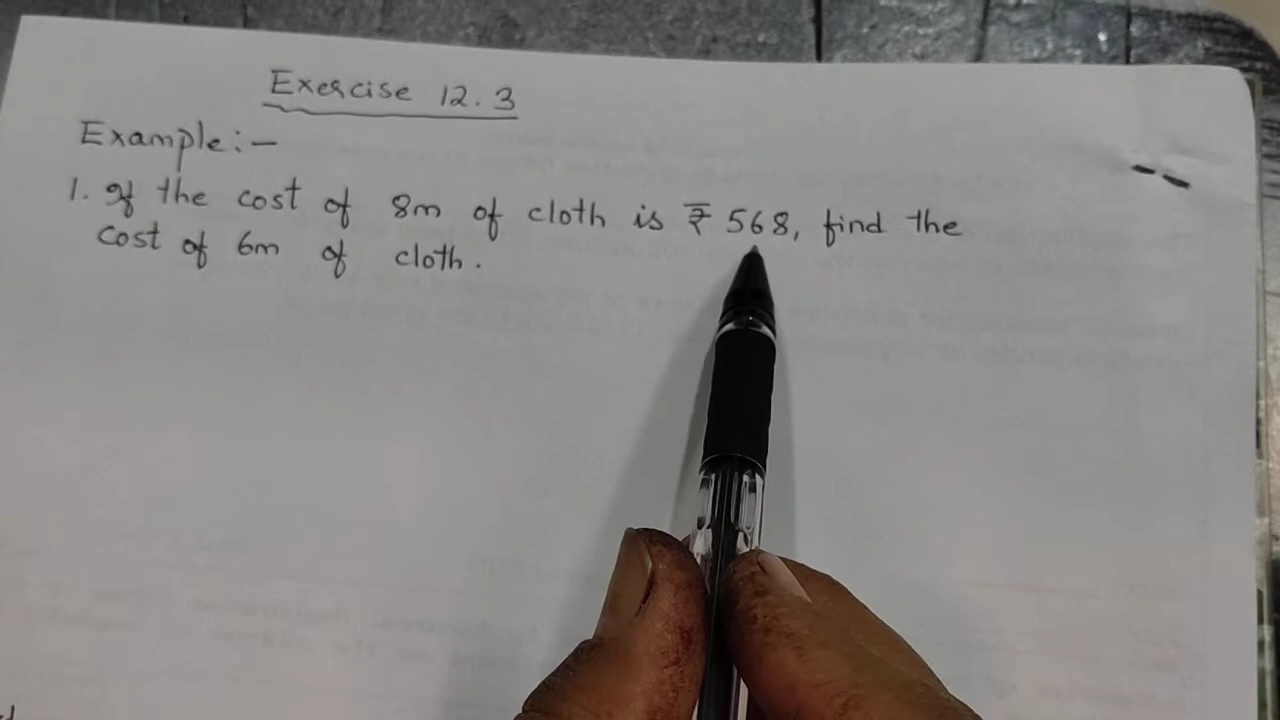 Exercise 12.3
Example:-
1. If the cost of 8m of cloth is ₹ 568, find the
cost of 6m of cloth.